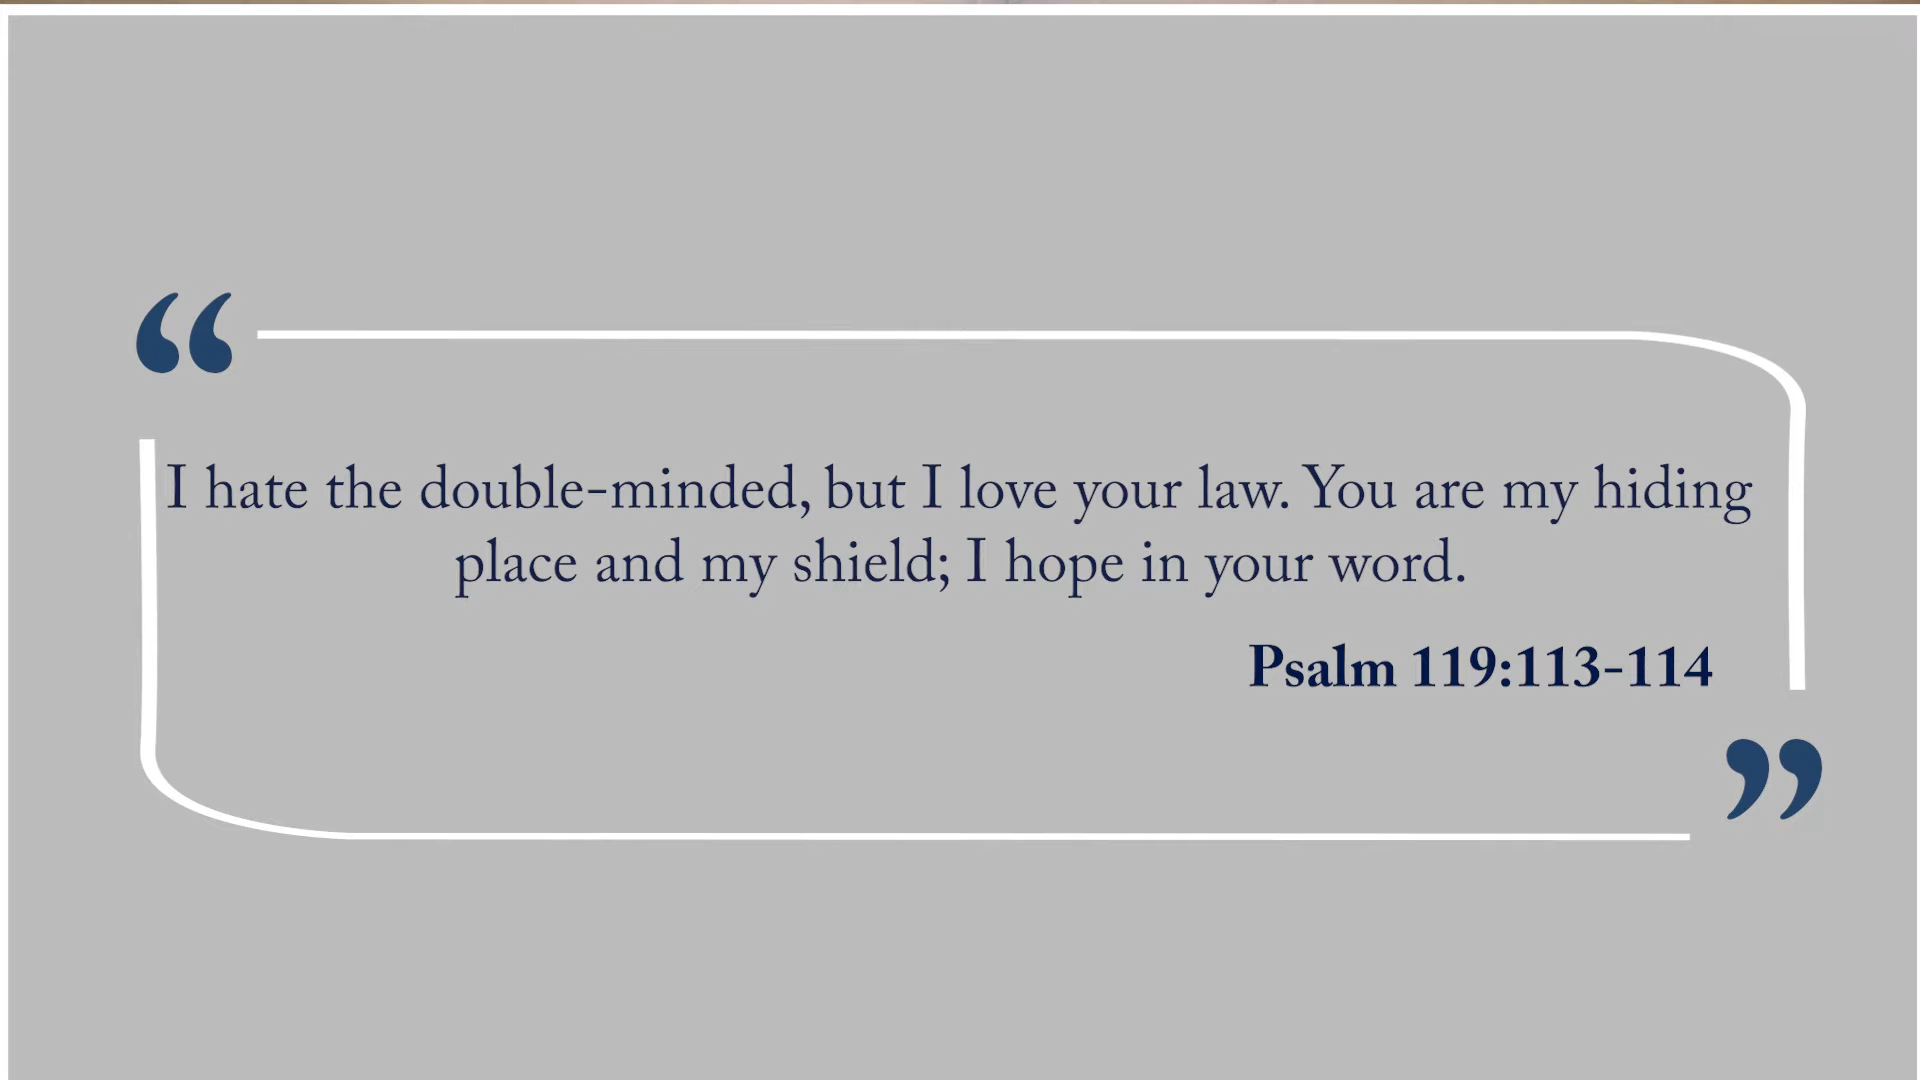 “
I hate the double-minded, but I love your law. You are my hiding
place and my shield; I hope in your word.
Psalm 119:113-114
”